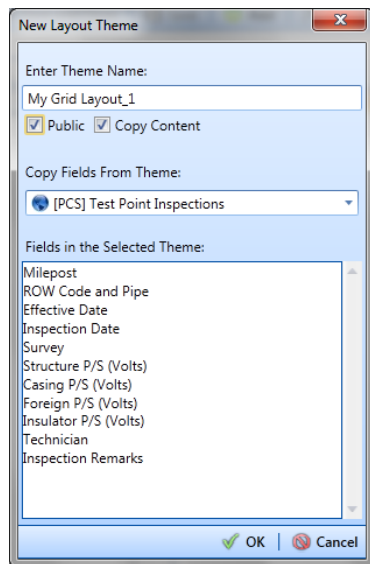 New Layout Theme
Enter Theme Name:
My Grid Layout_1
Public Copy Content
Copy Fields From Theme:
[PCS] Test Point Inspections
Fields in the Selected Theme:
Milepost
ROW Code and Pipe
Effective Date
Inspection Date
Survey
Structure P/S (Volts)
Casing P/S (Volts)
Foreign P/S (Volts)
Insulator P/S (Volts)
Technician
Inspection Remarks
OK | Cancel